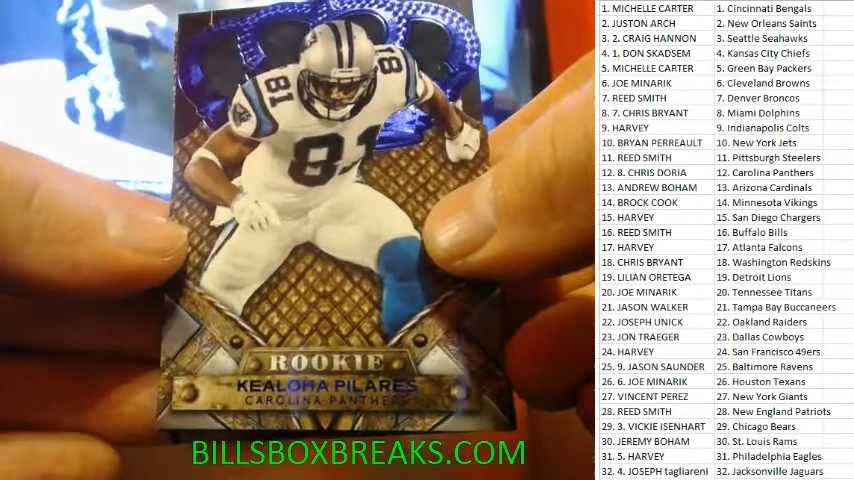 81
81
81
ROOKIE
KEALOHA PILARES
CAROLINA PANTHERS
BILLSBOXBREAKS.COM
1. MICHELLE CARTER 1. Cincinnati Bengals
2. JUSTON ARCH 2. New Orleans Saints
3. 2. CRAIG HANNON 3. Seattle Seahawks
4. 1. DON SKADSEM 4. Kansas City Chiefs
5. MICHELLE CARTER 5. Green Bay Packers
6. JOE MINARIK 6. Cleveland Browns
7. REED SMITH 7. Denver Broncos
8. 7. CHRIS BRYANT 8. Miami Dolphins
9. HARVEY 9. Indianapolis Colts
10. BRYAN PERREAULT 10. New York Jets
11. REED SMITH 11. Pittsburgh Steelers
12. 8. CHRIS DORIA 12. Carolina Panthers
13. ANDREW BOHAM 13. Arizona Cardinals
14. BROCK COOK 14. Minnesota Vikings
15. HARVEY 15. San Diego Chargers
16. REED SMITH 16. Buffalo Bills
17. HARVEY 17. Atlanta Falcons
18. CHRIS BRYANT 18. Washington Redskins
19. LILIAN ORETEGA 19. Detroit Lions
20. JOE MINARIK 20. Tennessee Titans
21. JASON WALKER 21. Tampa Bay Buccaneers
22. JOSEPH UNICK 22. Oakland Raiders
23. JON TRAEGER 23. Dallas Cowboys
24. HARVEY 24. San Francisco 49ers
25. 9. JASON SAUNDER 25. Baltimore Ravens
26. 6. JOE MINARIK 26. Houston Texans
27. VINCENT PEREZ 27. New York Giants
28. REED SMITH 28. New England Patriots
29. 3. VICKIE ISENHART 29. Chicago Bears
30. JEREMY BOHAM 30. St. Louis Rams
31. 5. HARVEY 31. Philadelphia Eagles
32. 4. JOSEPH tagliareni 32. Jacksonville Jaguars